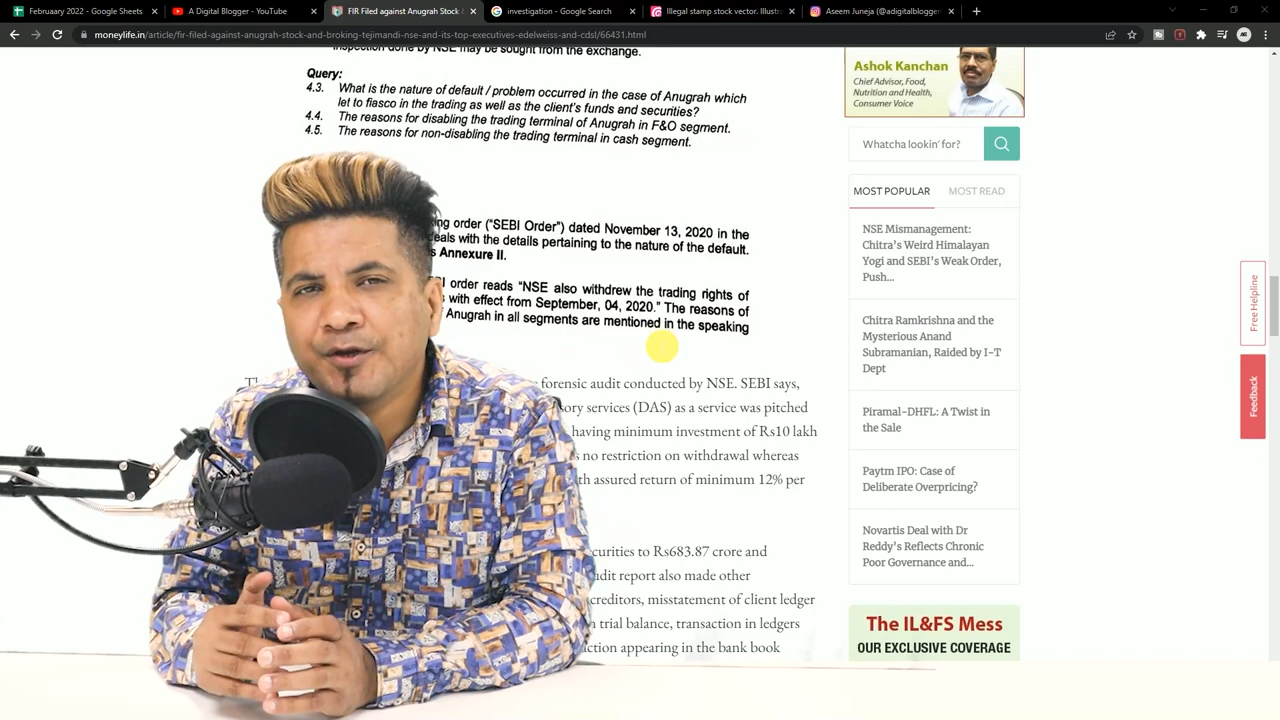 Februaary 2022 - Google Sheets
A Digital Blogger - YouTube
FIR Filed against Anugrah Stock &
investigation - Google Search
Illegal stamp stock vector. Illustra
Aseem Juneja (@adigitalblogger
moneylife.in/article/fir-filed-against-anugrah-stock-and-broking-tejimandi-nse-and-its-top-executives-edelweiss-and-cdsl/66431.html
inspection done by NSE may be sought from the exchange.
Query:
4.3. What is the nature of default / problem occurred in the case of Anugrah which
let to fiasco in the trading as well as the client's funds and securities?
4.4. The reasons for disabling the trading terminal of Anugrah in F&O segment.
4.5. The reasons for non-disabling the trading terminal in cash segment.
order ("SEBI Order") dated November 13, 2020 in the
deals with the details pertaining to the nature of the default.
Annexure II.
order reads "NSE also withdrew the trading rights of
with effect from September, 04, 2020." The reasons of
Anugrah in all segments are mentioned in the speaking
forensic audit conducted by NSE. SEBI says,
services (DAS) as a service was pitched
having minimum investment of Rs10 lakh
no restriction on withdrawal whereas
assured return of minimum 12% per
to Rs683.87 crore and
report also made other
creditors, misstatement of client ledger
trial balance, transaction in ledgers
appearing in the bank book
Ashok Kanchan
Chief Advisor, Food,
Nutrition and Health,
Consumer Voice
Whatcha lookin' for?
MOST POPULAR
MOST READ
NSE Mismanagement:
Chitra's Weird Himalayan
Yogi and SEBI's Weak Order,
Push...
Chitra Ramkrishna and the
Mysterious Anand
Subramanian, Raided by I-T
Dept
Piramal-DHFL: A Twist in
the Sale
Paytm IPO: Case of
Deliberate Overpricing?
Novartis Deal with Dr
Reddy's Reflects Chronic
Poor Governance and...
The IL&FS Mess
OUR EXCLUSIVE COVERAGE
Free Helpline
Feedback